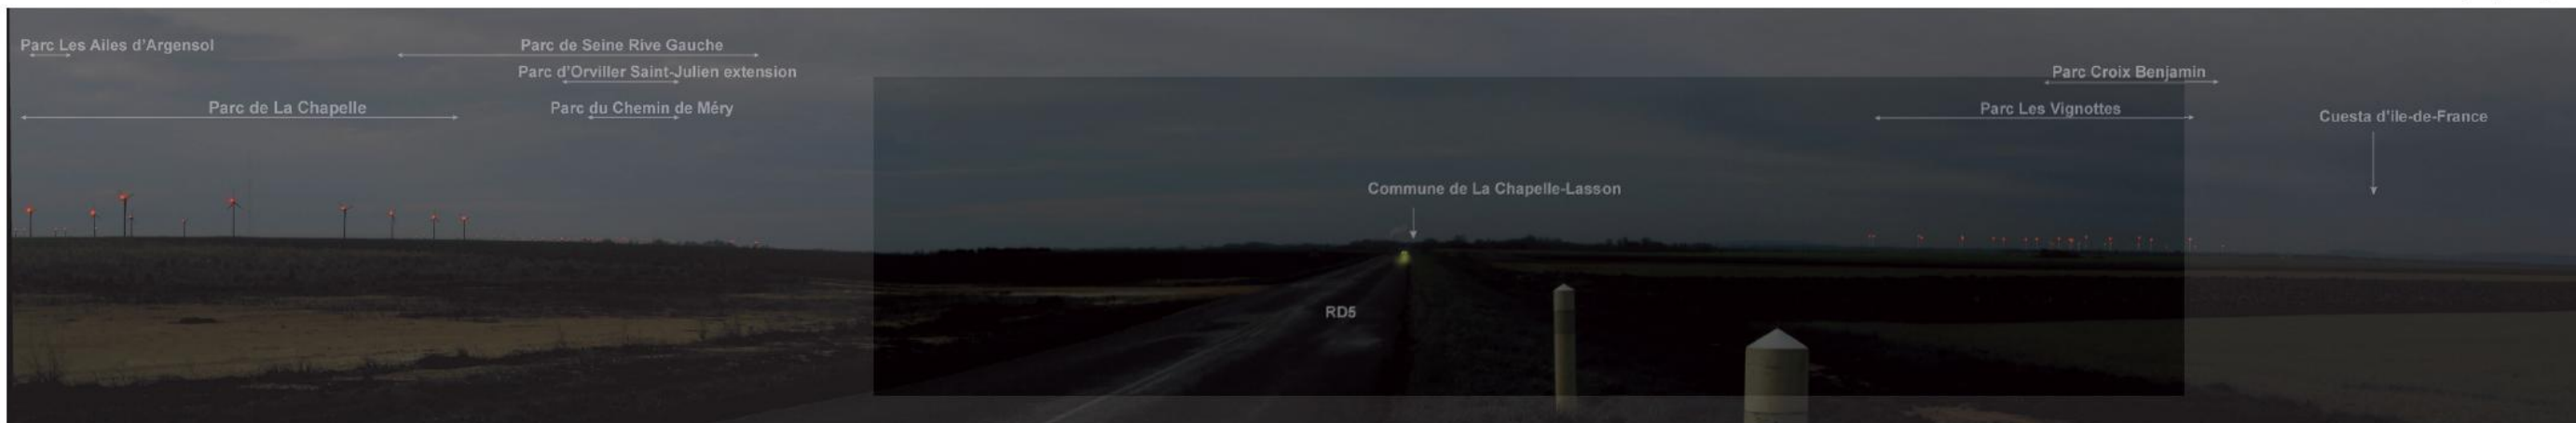 Parc Les Ailes d'Argensol
Parc de Seine Rive Gauche
Parc d'Orviller Saint-Julien extension
Parc Croix Benjamin
Parc de La Chapelle
Parc du Chemin de Méry
Parc Les Vignottes
Cuesta d'ile-de-France
Commune de La Chapelle-Lasson
RD5